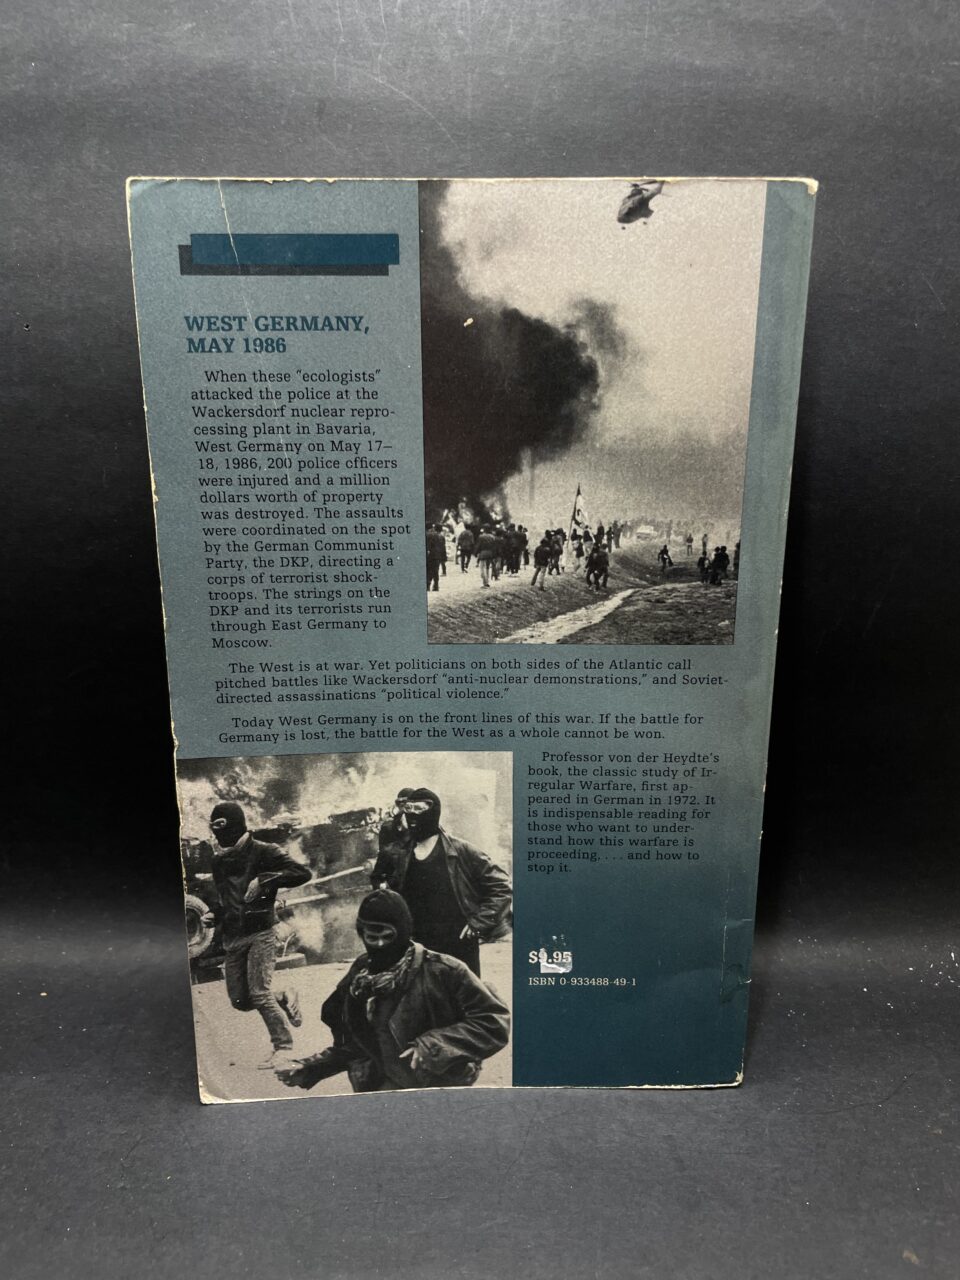 WEST GERMANY,
MAY 1986
When these "ecologists"
attacked the police at the
Wackersdorf nuclear repro-
cessing plant in Bavaria,
West Germany on May 17–
18, 1986, 200 police officers
were injured and a million
dollars worth of property
was destroyed. The assaults
were coordinated on the spot
by the German Communist
Party, the DKP, directing a
corps of terrorist shock-
troops. The strings on the
DKP and its terrorists run
through East Germany to
Moscow.
The West is at war. Yet politicians on both sides of the Atlantic call
pitched battles like Wackersdorf "anti-nuclear demonstrations," and Soviet-
directed assassinations "political violence."
Today West Germany is on the front lines of this war. If the battle for
Germany is lost, the battle for the West as a whole cannot be won.
Professor von der Heydte's
book, the classic study of Ir-
regular Warfare, first ap-
peared in German in 1972. It
is indispensable reading for
those who want to under-
stand how this warfare is
proceeding, . . . and how to
stop it.
$9.95
ISBN 0-933488-49-1